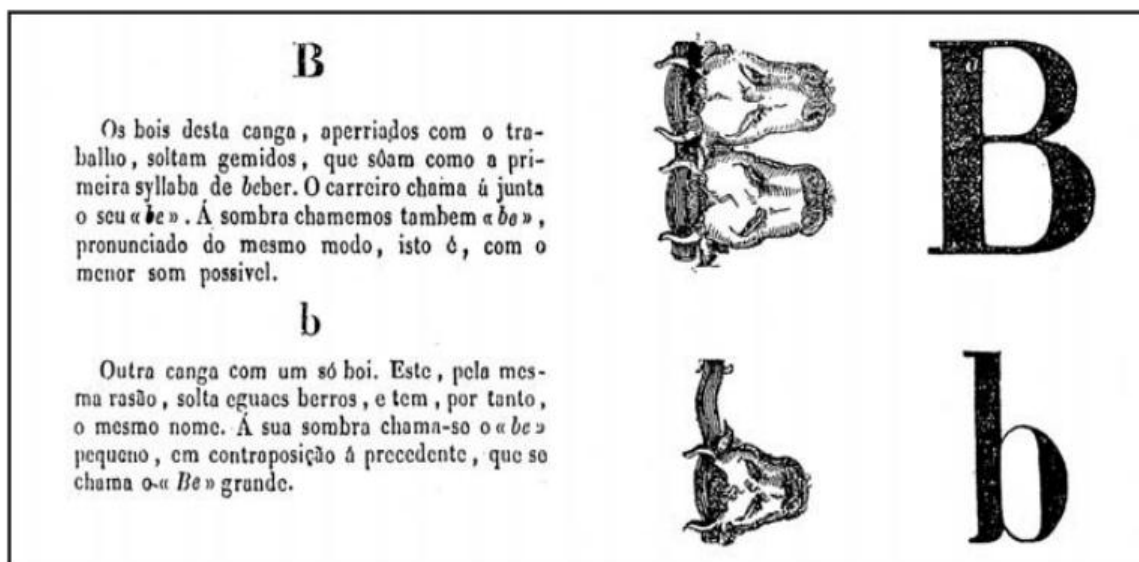 B
Os bois desta canga, aperriados com o tra-
balho, soltam gemidos, que sôam como a pri-
meira syllaba de beber. O carreiro chama á junta
o seu «be». Á sombra chamemos tambem «be»,
pronunciado do mesmo modo, isto é, com o
menor som possivel.
b
Outra canga com um só boi. Este, pela mes-
ma rasão, solta eguaes berros, e tem, por tanto,
o mesmo nome. Á sua sombra chama-se o «be»
pequeno, em contraposição á precedente, que se
chama o «Be» grande.
B
b